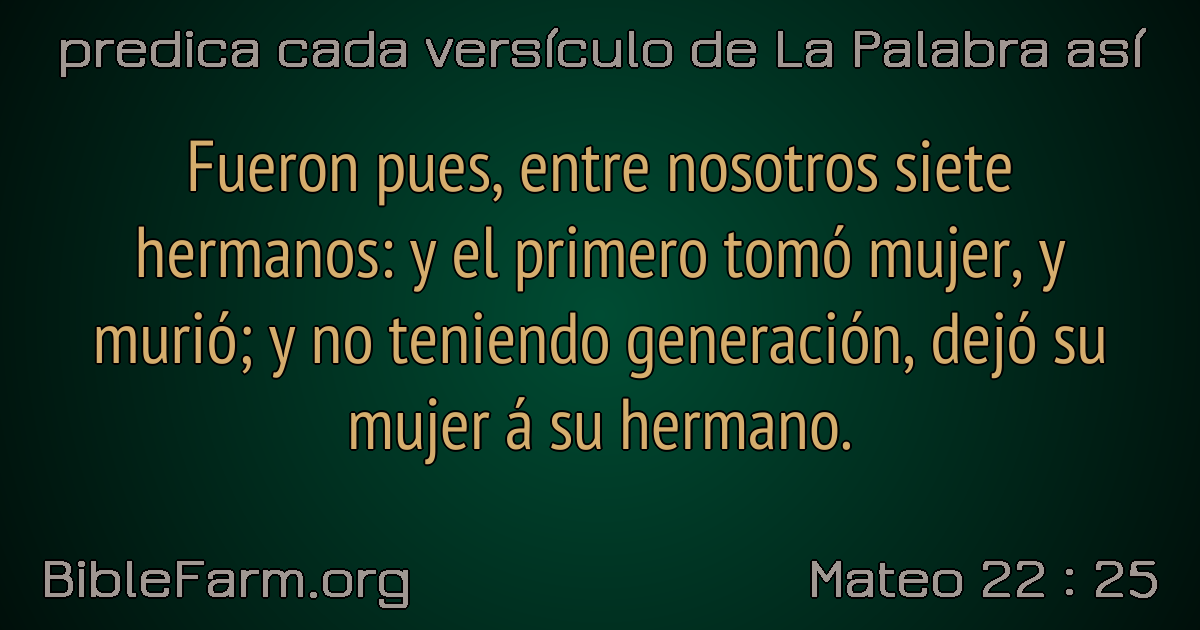 predica cada versículo de La Palabra así
Fueron pues, entre nosotros siete
hermanos: y el primero tomó mujer, y
murió; y no teniendo generación, dejó su
mujer á su hermano.
BibleFarm.org
Mateo 22 : 25